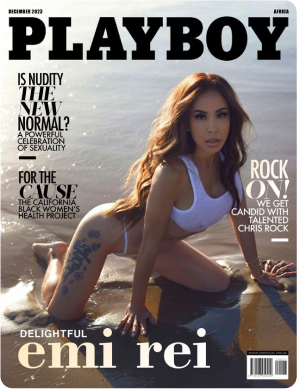 DECEMBER 2023
AFRICA
PLAYBOY
IS NUDITY
THE
NEW
NORMAL?
A POWERFUL
CELEBRATION
OF SEXUALITY
FOR THE
CAUSE
THE CALIFORNIA
BLACK WOMEN'S
HEALTH PROJECT
ROCK
ON!
WE GET
CANDID WITH
TALENTED
CHRIS ROCK
DELIGHTFUL
emi rei